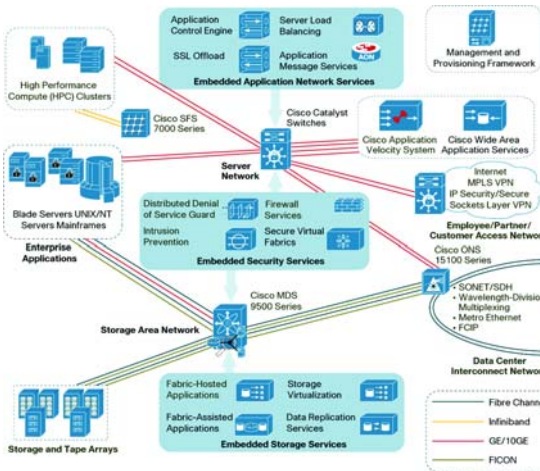 Application
Control Engine
Server Load
Balancing
SSL Offload
Application
Message Services
AON
Embedded Application Network Services
Management and
Provisioning Framework
High Performance
Compute (HPC) Clusters
Cisco SFS
7000 Series
Cisco Catalyst
Switches
Server
Network
Cisco Application
Velocity System
Cisco Wide Area
Application Services
Blade Servers UNIX/NT
Servers Mainframes
Enterprise
Applications
Distributed Denial
of Service Guard
Firewall
Services
Intrusion
Prevention
Secure Virtual
Fabrics
Embedded Security Services
Internet
MPLS VPN
IP Security/Secure
Sockets Layer VPN
Employee/Partner/
Customer Access Network
Cisco ONS
15100 Series
• SONET/SDH
• Wavelength-Division
Multiplexing
• Metro Ethernet
• FCIP
Data Center
Interconnect Network
Cisco MDS
9500 Series
Storage Area Network
Fabric-Hosted
Applications
Storage
Virtualization
Fabric-Assisted
Applications
Data Replication
Services
Embedded Storage Services
Storage and Tape Arrays
Fibre Chann
Infiniband
GE/10GE
FICON